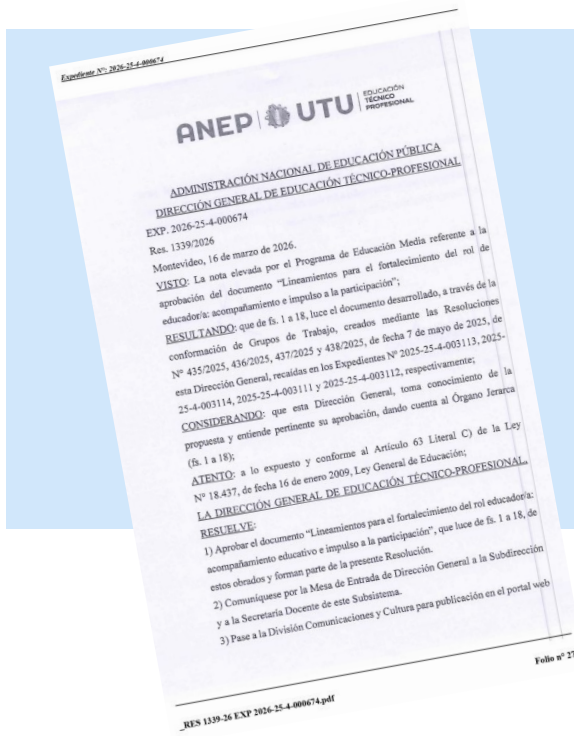 Expediente Nº: 2026-25-4-000674
ANEP UTU EDUCACIÓN TÉCNICO PROFESIONAL
ADMINISTRACIÓN NACIONAL DE EDUCACIÓN PÚBLICA
DIRECCIÓN GENERAL DE EDUCACIÓN TÉCNICO-PROFESIONAL
EXP. 2026-25-4-000674
Res. 1339/2026
Montevideo, 16 de marzo de 2026.
VISTO: La nota elevada por el Programa de Educación Media referente a la
aprobación del documento “Lineamientos para el fortalecimiento del rol de
educador/a: acompañamiento e impulso a la participación”;
RESULTANDO: que de fs. 1 a 18, luce el documento desarrollado, a través de la
conformación de Grupos de Trabajo, creados mediante las Resoluciones
Nº 435/2025, 436/2025, 437/2025 y 438/2025, de fecha 7 de mayo de 2025, de
esta Dirección General, recaídas en los Expedientes Nº 2025-25-4-003113, 2025-
25-4-003114, 2025-25-4-003111 y 2025-25-4-003112, respectivamente;
CONSIDERANDO: que esta Dirección General, toma conocimiento de la
propuesta y entiende pertinente su aprobación, dando cuenta al Órgano Jerarca
(fs. 1 a 18);
ATENTO: a lo expuesto y conforme al Artículo 63 Literal C) de la Ley
Nº 18.437, de fecha 16 de enero 2009, Ley General de Educación;
LA DIRECCIÓN GENERAL DE EDUCACIÓN TÉCNICO-PROFESIONAL,
RESUELVE:
1) Aprobar el documento “Lineamientos para el fortalecimiento del rol educador/a:
acompañamiento educativo e impulso a la participación”, que luce de fs. 1 a 18, de
estos obrados y forman parte de la presente Resolución.
2) Comuníquese por la Mesa de Entrada de Dirección General a la Subdirección
y a la Secretaría Docente de este Subsistema.
3) Pase a la División Comunicaciones y Cultura para publicación en el portal web
Folio nº 27
_RES 1339-26 EXP 2026-25-4-000674.pdf